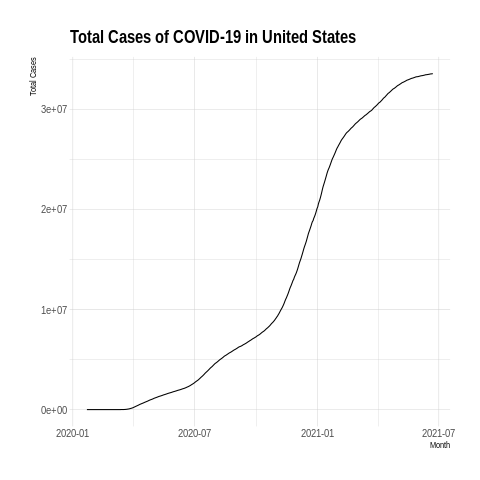 Total Cases of COVID-19 in United States
Total Cases
3e+07
2e+07
1e+07
0e+00
2020-01 2020-07 2021-01 2021-07
Month